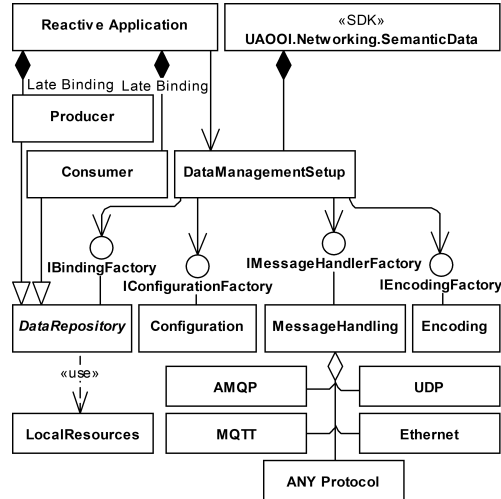 Reactive Application
«SDK»
UAOOI.Networking.SemanticData
Late Binding
Late Binding
Producer
Consumer
DataManagementSetup
IBindingFactory
IMessageHandlerFactory
IConfigurationFactory
IEncodingFactory
DataRepository
Configuration
MessageHandling
Encoding
«use»
AMQP
UDP
LocalResources
MQTT
Ethernet
ANY Protocol